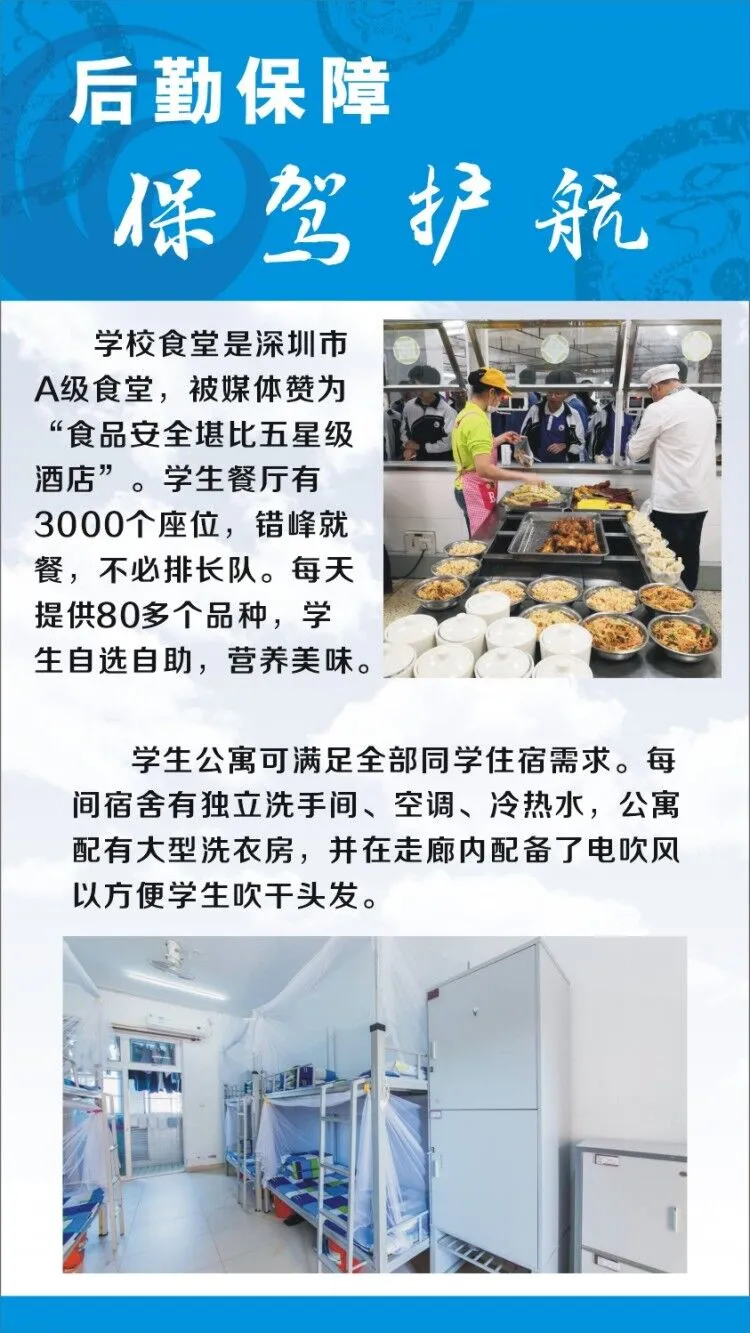 后勤保障
保驾护航
学校食堂是深圳市
A级食堂，被媒体赞为
“食品安全堪比五星级
酒店”。学生餐厅有
3000个座位，错峰就
餐，不必排长队。每天
提供80多个品种，学
生自选自助，营养美味。
学生公寓可满足全部同学住宿需求。每
间宿舍有独立洗手间、空调、冷热水，公寓
配有大型洗衣房，并在走廊内配备了电吹风
以方便学生吹干头发。